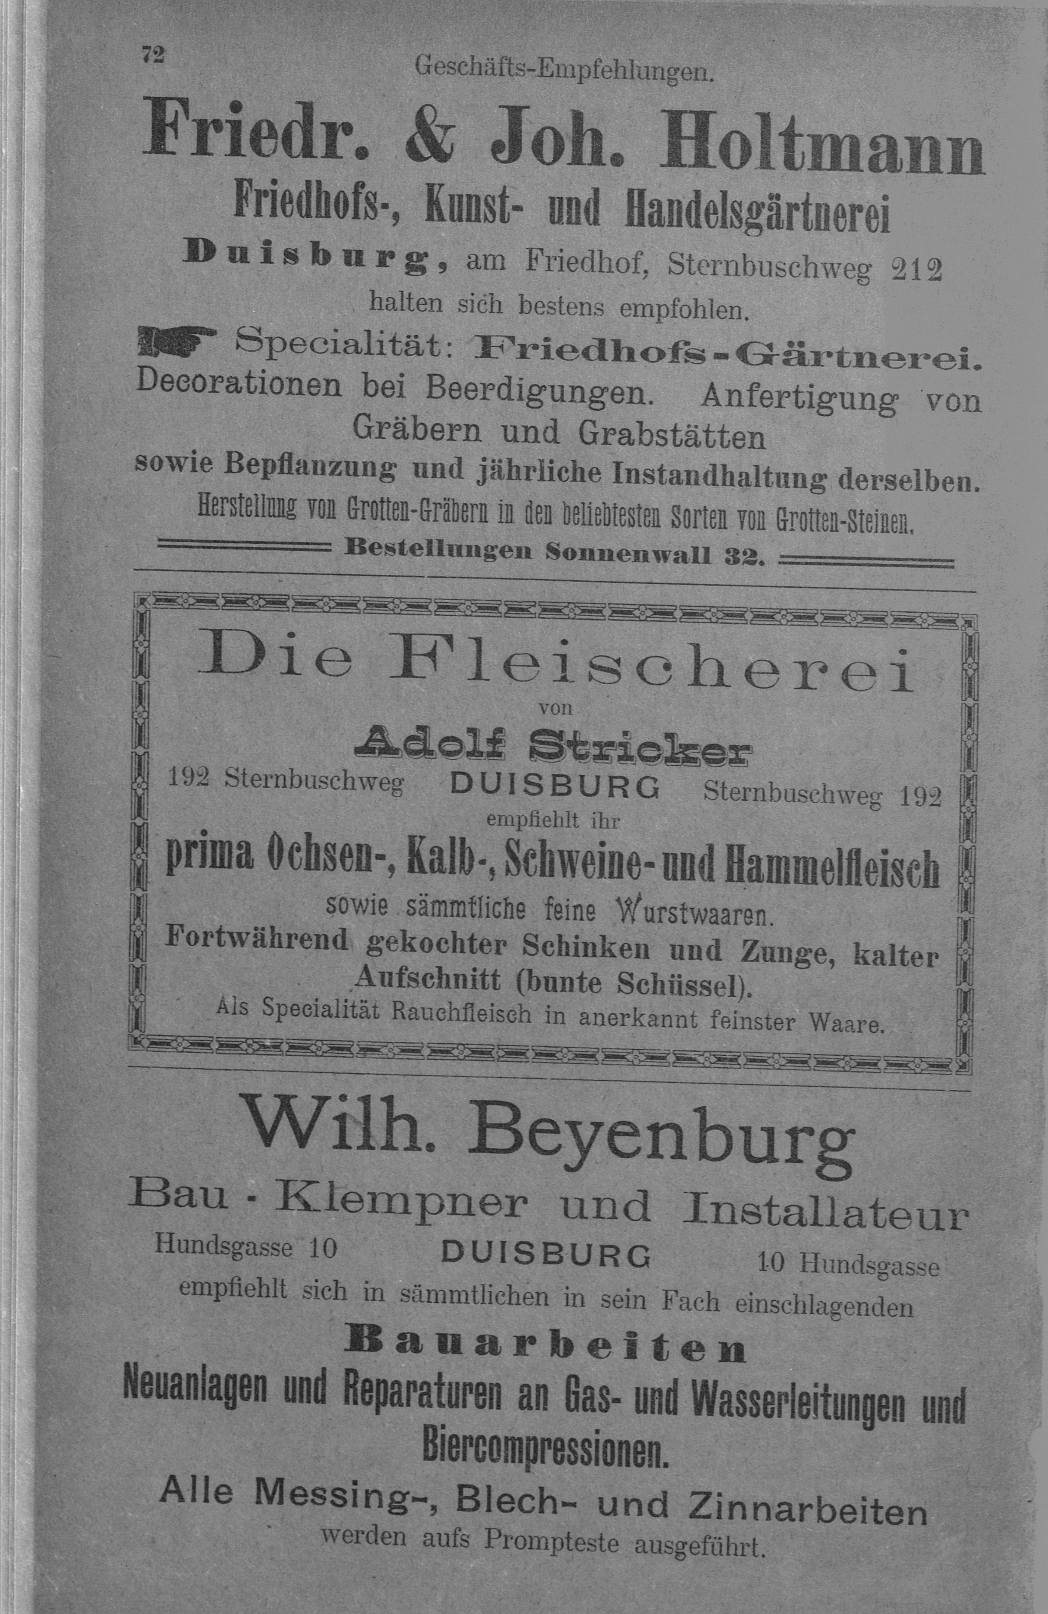 72
Geschäfts-Empfehlungen.
Friedr. & Joh. Holtmann
Friedhofs-, Kunst- und Handelsgärtnerei
Duisburg, am Friedhof, Sternbuschweg 212
halten sich bestens empfohlen.
Specialität: Friedhofs-Gärtnerei.
Decorationen bei Beerdigungen. Anfertigung von
Gräbern und Grabstätten
sowie Bepflanzung und jährliche Instandhaltung derselben.
Herstellung von Grotten-Gräbern in den beliebtesten Sorten von Grotten-Steinen.
Bestellungen Sonnenwall 32.
Die Fleischerei
von
Adolf Stricker
192 Sternbuschweg DUISBURG Sternbuschweg 192
empfiehlt ihr
prima Ochsen-, Kalb-, Schweine- und Hammelfleisch
sowie sämmtliche feine Wurstwaaren.
Fortwährend gekochter Schinken und Zunge, kalter
Aufschnitt (bunte Schüssel).
Als Specialität Rauchfleisch in anerkannt feinster Waare.
Wilh. Beyenburg
Bau-Klempner und Installateur
Hundsgasse 10 DUISBURG 10 Hundsgasse
empfiehlt sich in sämmtlichen in sein Fach einschlagenden
Bauarbeiten
Neuanlagen und Reparaturen an Gas- und Wasserleitungen und
Biercompressionen.
Alle Messing-, Blech- und Zinnarbeiten
werden aufs Prompteste ausgeführt.